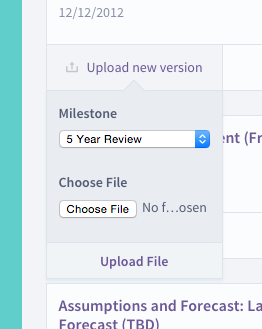 12/12/2012
Upload new version
Milestone
5 Year Review
nt (Fr
Choose File
Choose File No f…osen
Upload File
Assumptions and Forecast: La
Forecast (TBD)